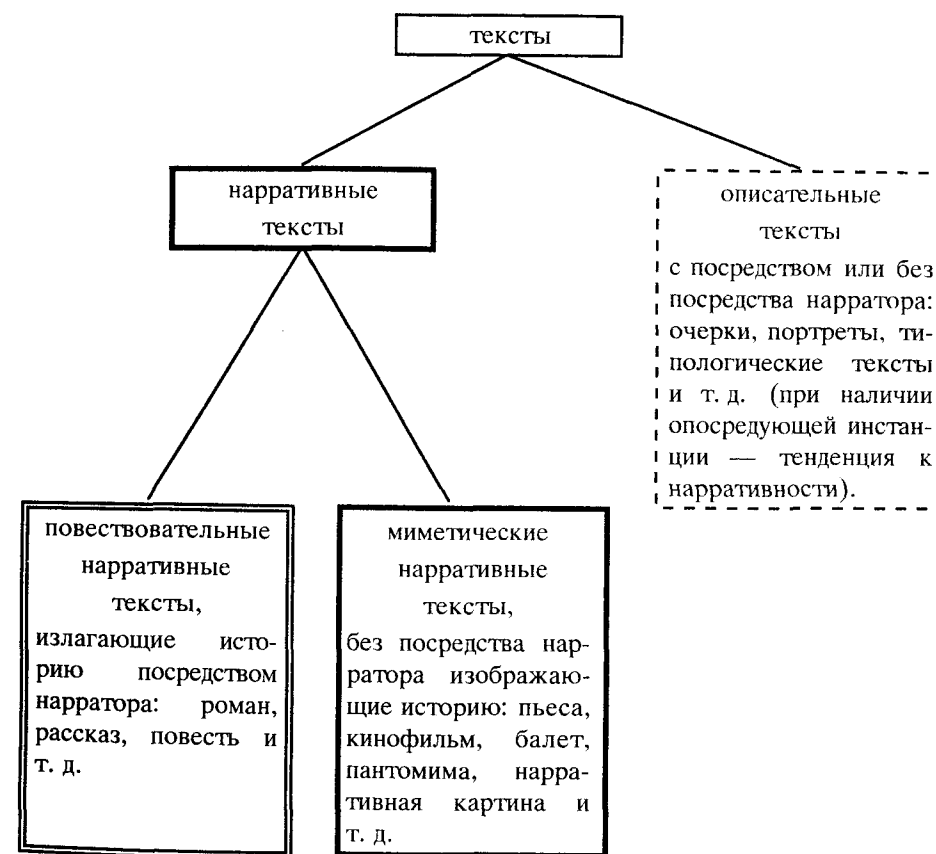 тексты
нарративные
тексты
описательные
тексты
с посредством или без
посредства нарратора:
очерки, портреты, ти-
пологические тексты
и т. д. (при наличии
опосредующей инстан-
ции — тенденция к
нарративности).
повествовательные
нарративные
тексты,
излагающие исто-
рию посредством
нарратора: роман,
рассказ, повесть и
т. д.
миметические
нарративные
тексты,
без посредства нар-
ратора изображаю-
щие историю: пьеса,
кинофильм, балет,
пантомима, нарра-
тивная картина и
т. д.